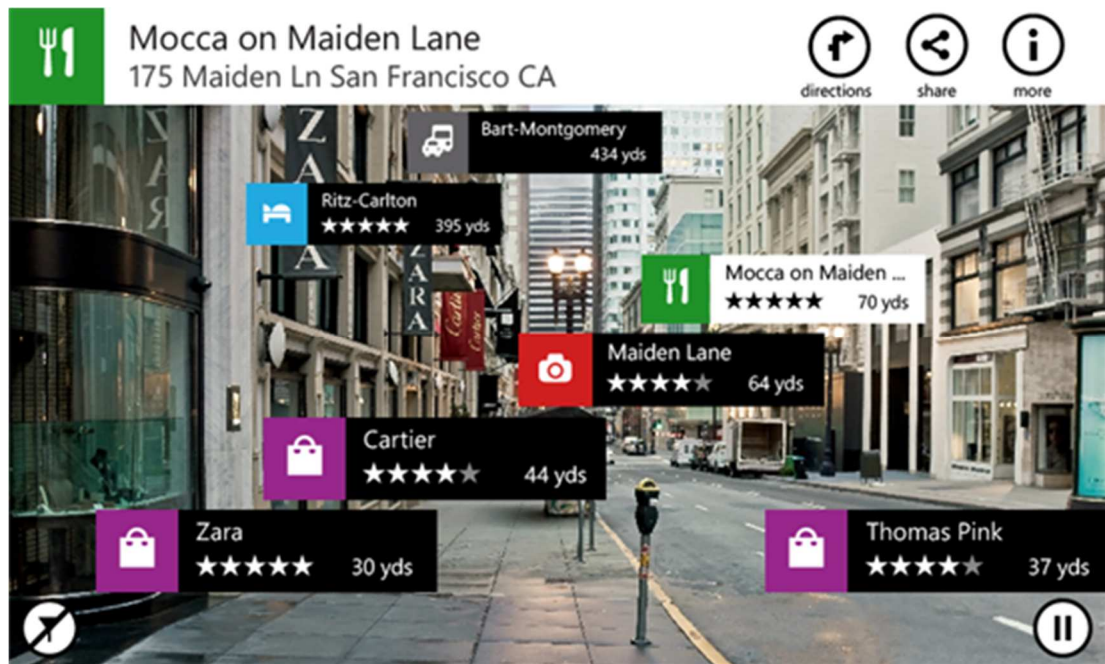 Mocca on Maiden Lane
175 Maiden Ln San Francisco CA
directions
share
more
Bart-Montgomery
434 yds
Ritz-Carlton
395 yds
Mocca on Maiden ...
70 yds
Maiden Lane
64 yds
Cartier
44 yds
Zara
30 yds
Thomas Pink
37 yds
ZARA
ZARA
ZARA
Cartier
Cartier